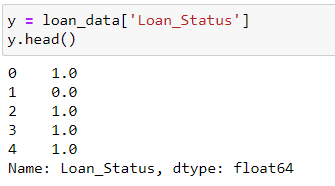 y = loan_data['Loan_Status']
y.head()
0    1.0
1    0.0
2    1.0
3    1.0
4    1.0
Name: Loan_Status, dtype: float64